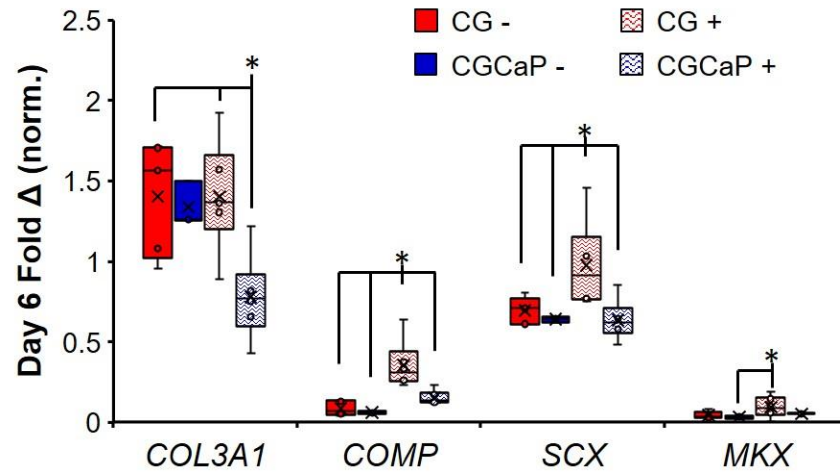 CG -
CG +
CGCaP -
CGCaP +
Day 6 Fold Δ (norm.)
2.5
2
1.5
1
0.5
0
*
*
*
*
COL3A1
COMP
SCX
MKX